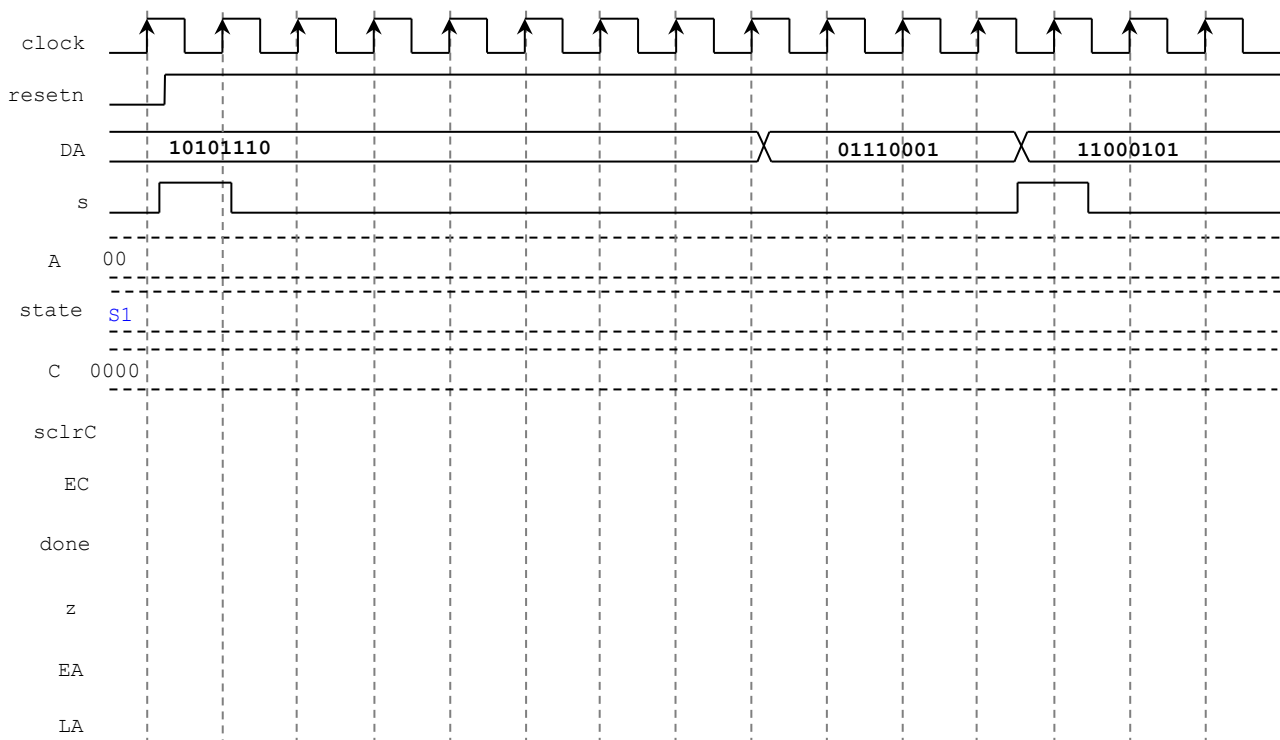 clock
resetn
DA 10101110 01110001 11000101
s
A 00
state S1
C 0000
sclrC
EC
done
z
EA
LA